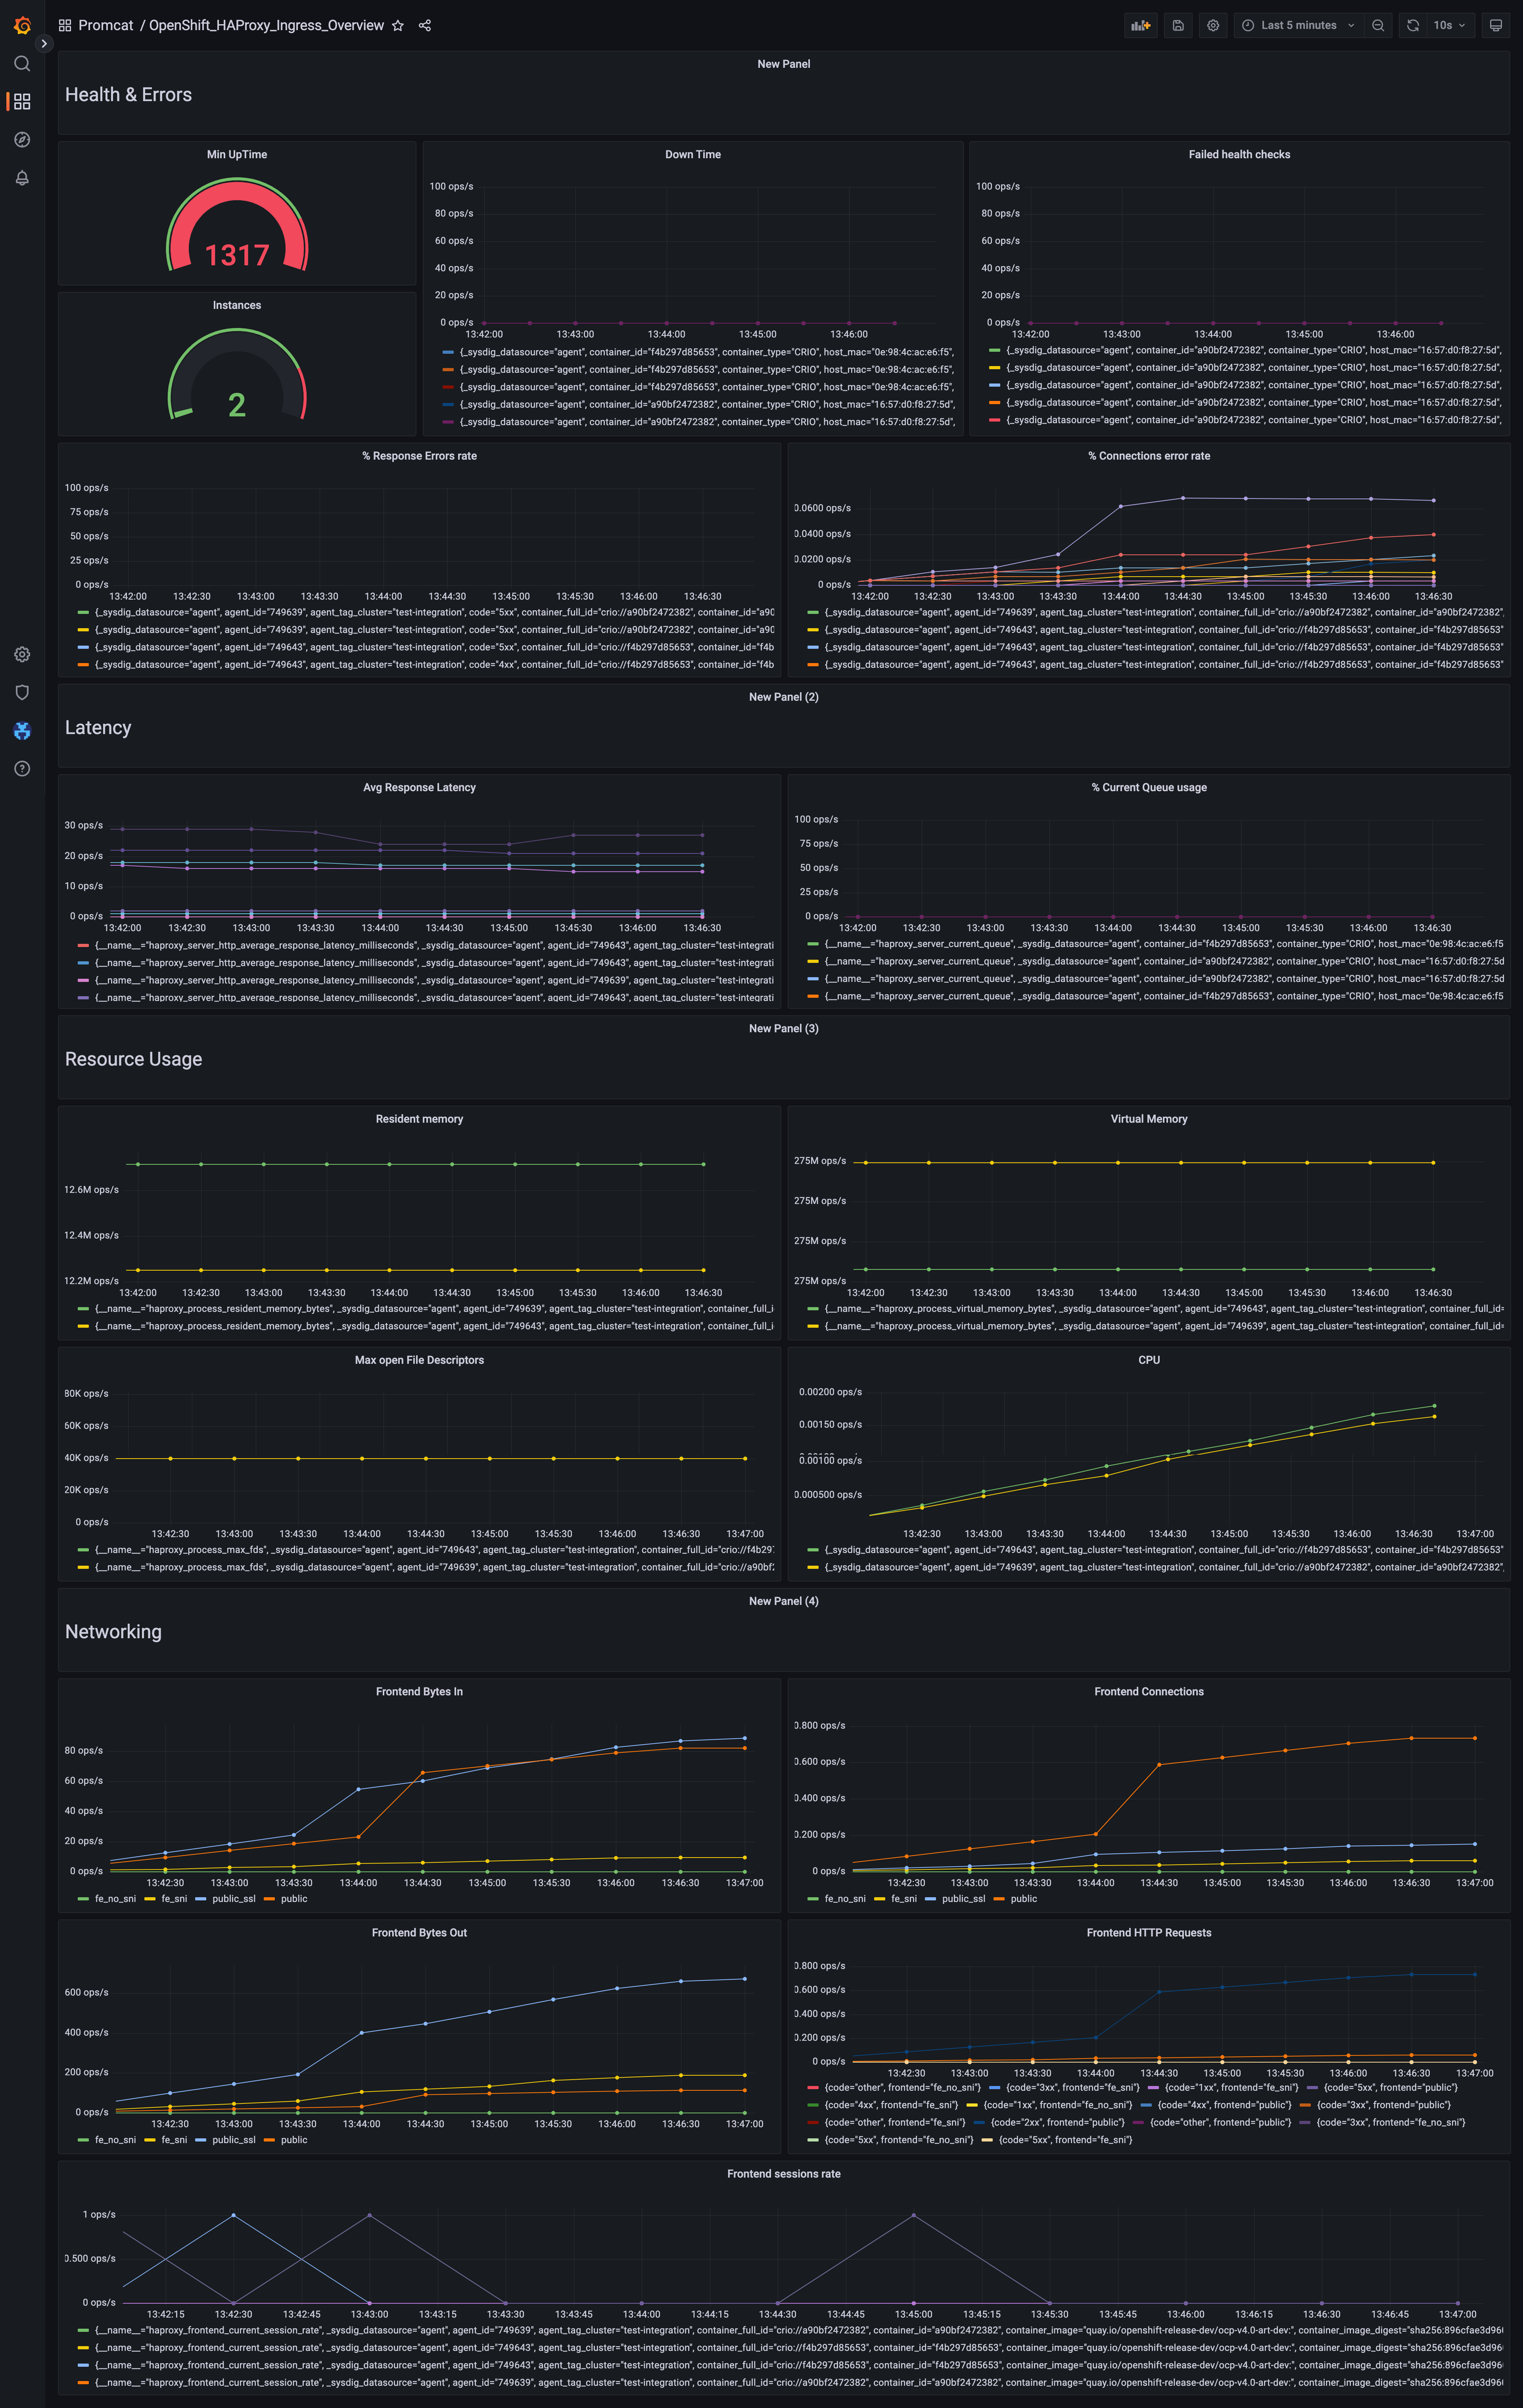 Promcat / OpenShift_HAProxy_Ingress_Overview
Last 5 minutes
10s
New Panel
Health & Errors
Min UpTime
1317
Instances
2
Down Time
100 ops/s
80 ops/s
60 ops/s
40 ops/s
20 ops/s
0 ops/s
13:42:00 13:43:00 13:44:00 13:45:00 13:46:00
{_sysdig_datasource="agent", container_id="f4b297d85653", container_type="CRIO", host_mac="0e:98:4c:ac:e6:f5",
{_sysdig_datasource="agent", container_id="f4b297d85653", container_type="CRIO", host_mac="0e:98:4c:ac:e6:f5",
{_sysdig_datasource="agent", container_id="f4b297d85653", container_type="CRIO", host_mac="0e:98:4c:ac:e6:f5",
{_sysdig_datasource="agent", container_id="a90bf2472382", container_type="CRIO", host_mac="16:57:d0:f8:27:5d",
{_sysdig_datasource="agent", container_id="a90bf2472382", container_type="CRIO", host_mac="16:57:d0:f8:27:5d",
Failed health checks
100 ops/s
80 ops/s
60 ops/s
40 ops/s
20 ops/s
0 ops/s
13:42:00 13:43:00 13:44:00 13:45:00 13:46:00
{_sysdig_datasource="agent", container_id="a90bf2472382", container_type="CRIO", host_mac="16:57:d0:f8:27:5d",
{_sysdig_datasource="agent", container_id="a90bf2472382", container_type="CRIO", host_mac="16:57:d0:f8:27:5d",
{_sysdig_datasource="agent", container_id="a90bf2472382", container_type="CRIO", host_mac="16:57:d0:f8:27:5d",
{_sysdig_datasource="agent", container_id="a90bf2472382", container_type="CRIO", host_mac="16:57:d0:f8:27:5d",
{_sysdig_datasource="agent", container_id="a90bf2472382", container_type="CRIO", host_mac="16:57:d0:f8:27:5d",
% Response Errors rate
100 ops/s
75 ops/s
50 ops/s
25 ops/s
0 ops/s
13:42:00 13:42:30 13:43:00 13:43:30 13:44:00 13:44:30 13:45:00 13:45:30 13:46:00 13:46:30
{_sysdig_datasource="agent", agent_id="749639", agent_tag_cluster="test-integration", code="5xx", container_full_id="crio://a90bf2472382", container_id="a90
{_sysdig_datasource="agent", agent_id="749639", agent_tag_cluster="test-integration", code="5xx", container_full_id="crio://a90bf2472382", container_id="a90
{_sysdig_datasource="agent", agent_id="749643", agent_tag_cluster="test-integration", code="5xx", container_full_id="crio://f4b297d85653", container_id="f4b
{_sysdig_datasource="agent", agent_id="749643", agent_tag_cluster="test-integration", code="4xx", container_full_id="crio://f4b297d85653", container_id="f4b
% Connections error rate
0.0600 ops/s
0.0400 ops/s
0.0200 ops/s
0 ops/s
13:42:00 13:42:30 13:43:00 13:43:30 13:44:00 13:44:30 13:45:00 13:45:30 13:46:00 13:46:30
{_sysdig_datasource="agent", agent_id="749639", agent_tag_cluster="test-integration", container_full_id="crio://a90bf2472382", container_id="a90bf2472382",
{_sysdig_datasource="agent", agent_id="749643", agent_tag_cluster="test-integration", container_full_id="crio://f4b297d85653", container_id="f4b297d85653"
{_sysdig_datasource="agent", agent_id="749643", agent_tag_cluster="test-integration", container_full_id="crio://f4b297d85653", container_id="f4b297d85653"
{_sysdig_datasource="agent", agent_id="749643", agent_tag_cluster="test-integration", container_full_id="crio://f4b297d85653", container_id="f4b297d85653"
New Panel (2)
Latency
Avg Response Latency
30 ops/s
20 ops/s
10 ops/s
0 ops/s
13:42:00 13:42:30 13:43:00 13:43:30 13:44:00 13:44:30 13:45:00 13:45:30 13:46:00 13:46:30
{__name__="haproxy_server_http_average_response_latency_milliseconds", _sysdig_datasource="agent", agent_id="749643", agent_tag_cluster="test-integrati
{__name__="haproxy_server_http_average_response_latency_milliseconds", _sysdig_datasource="agent", agent_id="749643", agent_tag_cluster="test-integrati
{__name__="haproxy_server_http_average_response_latency_milliseconds", _sysdig_datasource="agent", agent_id="749639", agent_tag_cluster="test-integrati
{__name__="haproxy_server_http_average_response_latency_milliseconds", _sysdig_datasource="agent", agent_id="749643", agent_tag_cluster="test-integrati
% Current Queue usage
100 ops/s
75 ops/s
50 ops/s
25 ops/s
0 ops/s
13:42:00 13:42:30 13:43:00 13:43:30 13:44:00 13:44:30 13:45:00 13:45:30 13:46:00 13:46:30
{__name__="haproxy_server_current_queue", _sysdig_datasource="agent", container_id="f4b297d85653", container_type="CRIO", host_mac="0e:98:4c:ac:e6:f5
{__name__="haproxy_server_current_queue", _sysdig_datasource="agent", container_id="a90bf2472382", container_type="CRIO", host_mac="16:57:d0:f8:27:5d
{__name__="haproxy_server_current_queue", _sysdig_datasource="agent", container_id="a90bf2472382", container_type="CRIO", host_mac="16:57:d0:f8:27:5d
{__name__="haproxy_server_current_queue", _sysdig_datasource="agent", container_id="f4b297d85653", container_type="CRIO", host_mac="0e:98:4c:ac:e6:f5
New Panel (3)
Resource Usage
Resident memory
12.6M ops/s
12.4M ops/s
12.2M ops/s
13:42:00 13:42:30 13:43:00 13:43:30 13:44:00 13:44:30 13:45:00 13:45:30 13:46:00 13:46:30
{__name__="haproxy_process_resident_memory_bytes", _sysdig_datasource="agent", agent_id="749639", agent_tag_cluster="test-integration", container_full_i
{__name__="haproxy_process_resident_memory_bytes", _sysdig_datasource="agent", agent_id="749643", agent_tag_cluster="test-integration", container_full_i
Virtual Memory
275M ops/s
275M ops/s
275M ops/s
275M ops/s
13:42:00 13:42:30 13:43:00 13:43:30 13:44:00 13:44:30 13:45:00 13:45:30 13:46:00 13:46:30
{__name__="haproxy_process_virtual_memory_bytes", _sysdig_datasource="agent", agent_id="749643", agent_tag_cluster="test-integration", container_full_id=
{__name__="haproxy_process_virtual_memory_bytes", _sysdig_datasource="agent", agent_id="749639", agent_tag_cluster="test-integration", container_full_id=
Max open File Descriptors
80K ops/s
60K ops/s
40K ops/s
20K ops/s
0 ops/s
13:42:30 13:43:00 13:43:30 13:44:00 13:44:30 13:45:00 13:45:30 13:46:00 13:46:30 13:47:00
{__name__="haproxy_process_max_fds", _sysdig_datasource="agent", agent_id="749643", agent_tag_cluster="test-integration", container_full_id="crio://f4b297
{__name__="haproxy_process_max_fds", _sysdig_datasource="agent", agent_id="749639", agent_tag_cluster="test-integration", container_full_id="crio://a90bf2
CPU
0.00200 ops/s
0.00150 ops/s
0.00100 ops/s
0.000500 ops/s
13:42:30 13:43:00 13:43:30 13:44:00 13:44:30 13:45:00 13:45:30 13:46:00 13:46:30 13:47:00
{_sysdig_datasource="agent", agent_id="749643", agent_tag_cluster="test-integration", container_full_id="crio://f4b297d85653", container_id="f4b297d85653"
{_sysdig_datasource="agent", agent_id="749639", agent_tag_cluster="test-integration", container_full_id="crio://a90bf2472382", container_id="a90bf2472382",
New Panel (4)
Networking
Frontend Bytes In
80 ops/s
60 ops/s
40 ops/s
20 ops/s
0 ops/s
13:42:30 13:43:00 13:43:30 13:44:00 13:44:30 13:45:00 13:45:30 13:46:00 13:46:30 13:47:00
fe_no_sni fe_sni public_ssl public
Frontend Connections
0.800 ops/s
0.600 ops/s
0.400 ops/s
0.200 ops/s
0 ops/s
13:42:30 13:43:00 13:43:30 13:44:00 13:44:30 13:45:00 13:45:30 13:46:00 13:46:30 13:47:00
fe_no_sni fe_sni public_ssl public
Frontend Bytes Out
600 ops/s
400 ops/s
200 ops/s
0 ops/s
13:42:30 13:43:00 13:43:30 13:44:00 13:44:30 13:45:00 13:45:30 13:46:00 13:46:30 13:47:00
fe_no_sni fe_sni public_ssl public
Frontend HTTP Requests
0.800 ops/s
0.600 ops/s
0.400 ops/s
0.200 ops/s
0 ops/s
13:42:30 13:43:00 13:43:30 13:44:00 13:44:30 13:45:00 13:45:30 13:46:00 13:46:30 13:47:00
{code="other", frontend="fe_no_sni"} {code="3xx", frontend="fe_sni"} {code="1xx", frontend="fe_sni"} {code="5xx", frontend="public"}
{code="4xx", frontend="fe_sni"} {code="1xx", frontend="fe_no_sni"} {code="4xx", frontend="public"} {code="3xx", frontend="public"}
{code="other", frontend="fe_sni"} {code="2xx", frontend="public"} {code="other", frontend="public"} {code="3xx", frontend="fe_no_sni"}
{code="5xx", frontend="fe_no_sni"} {code="5xx", frontend="fe_sni"}
Frontend sessions rate
1 ops/s
0.500 ops/s
0 ops/s
13:42:15 13:42:30 13:42:45 13:43:00 13:43:15 13:43:30 13:43:45 13:44:00 13:44:15 13:44:30 13:44:45 13:45:00 13:45:15 13:45:30 13:45:45 13:46:00 13:46:15 13:46:30 13:46:45 13:47:00
{__name__="haproxy_frontend_current_session_rate", _sysdig_datasource="agent", agent_id="749639", agent_tag_cluster="test-integration", container_full_id="crio://a90bf2472382", container_id="a90bf2472382", container_image="quay.io/openshift-release-dev/ocp-v4.0-art-dev:", container_image_digest="sha256:896cfae3d96
{__name__="haproxy_frontend_current_session_rate", _sysdig_datasource="agent", agent_id="749643", agent_tag_cluster="test-integration", container_full_id="crio://f4b297d85653", container_id="f4b297d85653", container_image="quay.io/openshift-release-dev/ocp-v4.0-art-dev:", container_image_digest="sha256:896cfae3d96
{__name__="haproxy_frontend_current_session_rate", _sysdig_datasource="agent", agent_id="749643", agent_tag_cluster="test-integration", container_full_id="crio://f4b297d85653", container_id="f4b297d85653", container_image="quay.io/openshift-release-dev/ocp-v4.0-art-dev:", container_image_digest="sha256:896cfae3d96
{__name__="haproxy_frontend_current_session_rate", _sysdig_datasource="agent", agent_id="749639", agent_tag_cluster="test-integration", container_full_id="crio://a90bf2472382", container_id="a90bf2472382", container_image="quay.io/openshift-release-dev/ocp-v4.0-art-dev:", container_image_digest="sha256:896cfae3d96